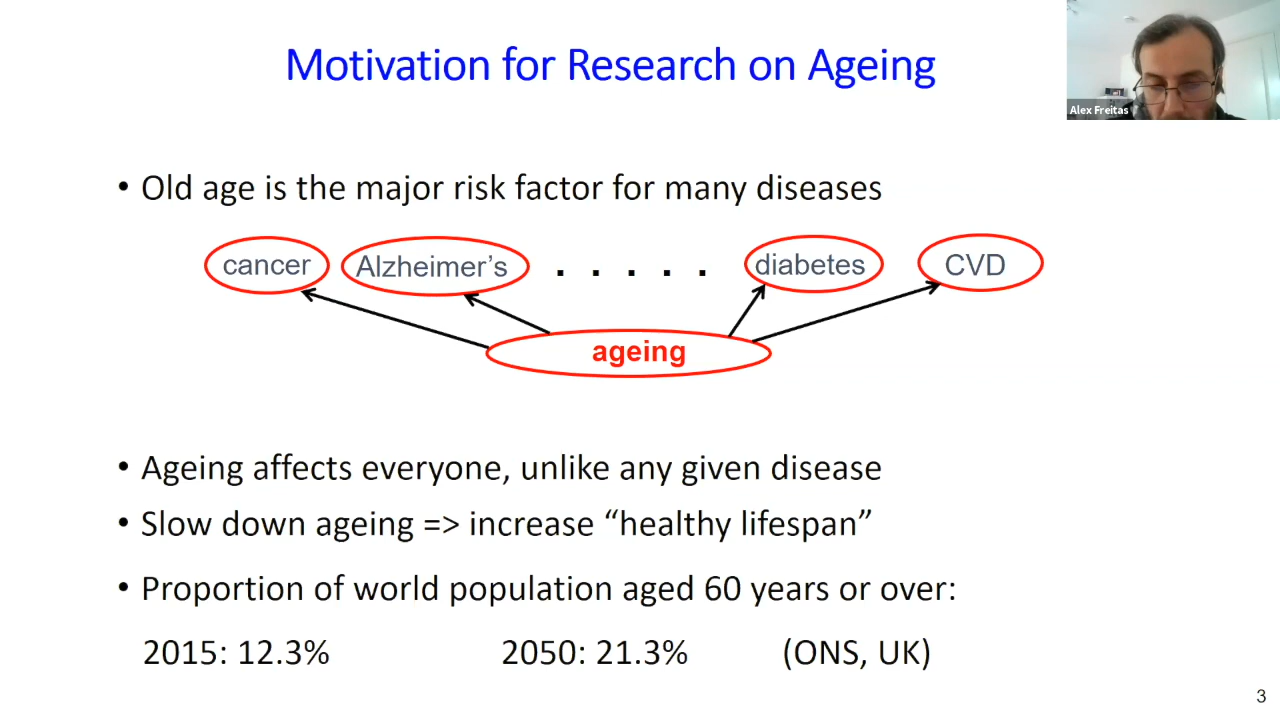 Motivation for Research on Ageing
Alex Freitas
• Old age is the major risk factor for many diseases
cancer Alzheimer’s . . . . . diabetes CVD
ageing
• Ageing affects everyone, unlike any given disease
• Slow down ageing => increase “healthy lifespan”
• Proportion of world population aged 60 years or over:
2015: 12.3% 2050: 21.3% (ONS, UK)
3